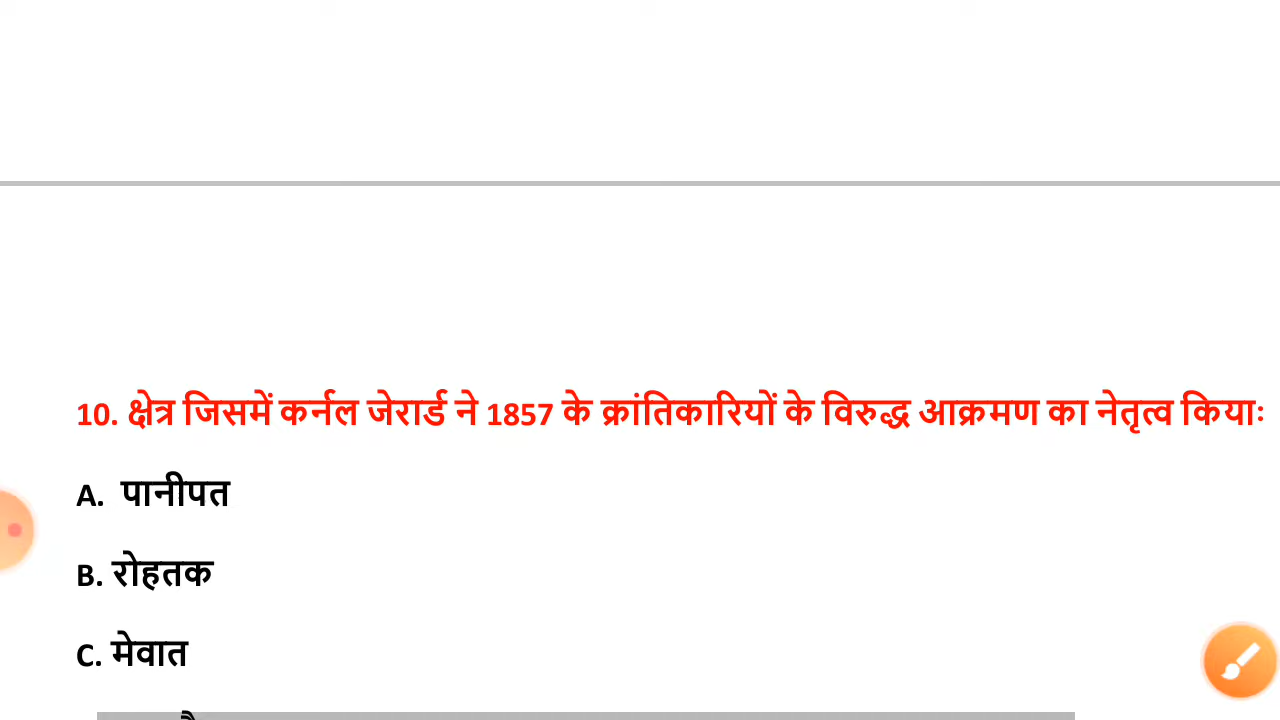 10. क्षेत्र जिसमें कर्नल जेरार्ड ने 1857 के क्रांतिकारियों के विरुद्ध आक्रमण का नेतृत्व कियाः
A. पानीपत
B. रोहतक
C. मेवात